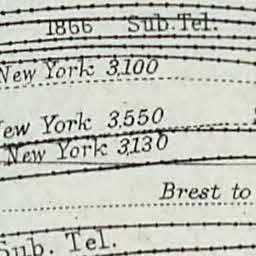 1866 Sub. Tel.
New York 3,100
New York 3,550
New York 3,130
Brest to
Sub. Tel.